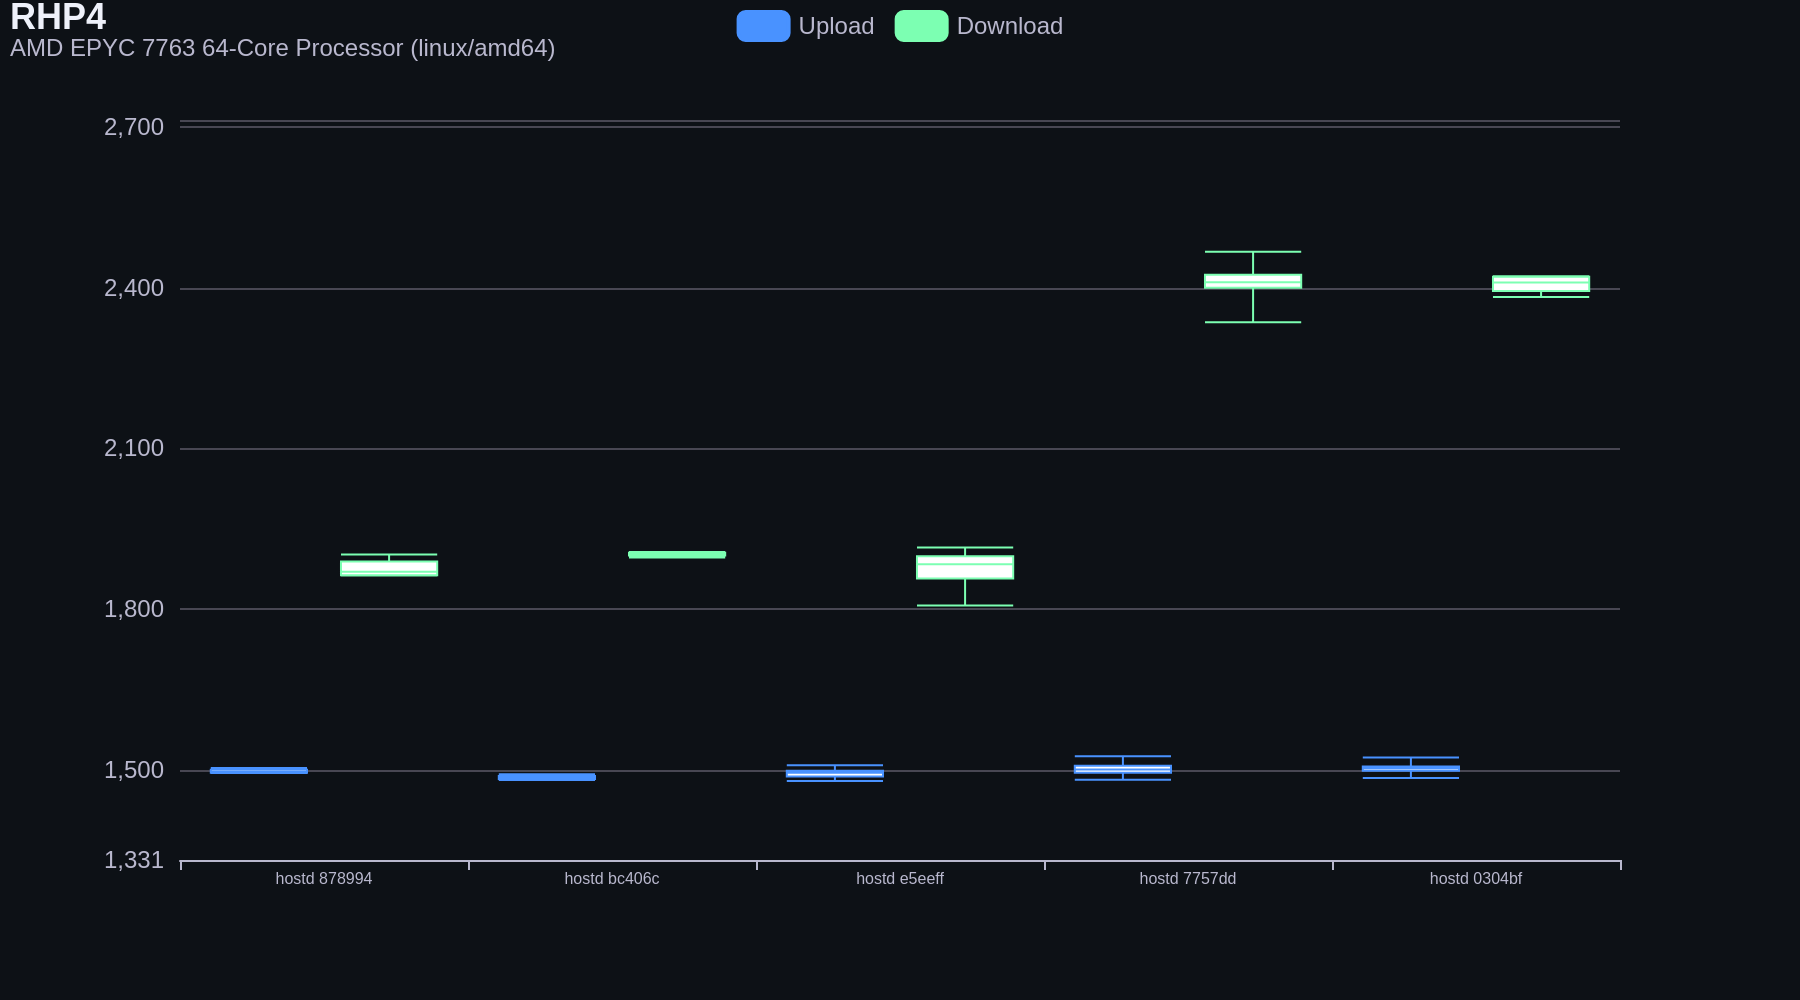 RHP4
AMD EPYC 7763 64-Core Processor (linux/amd64)
Upload
Download
2,700
2,400
2,100
1,800
1,500
1,331
hostd 878994
hostd bc406c
hostd e5eeff
hostd 7757dd
hostd 0304bf